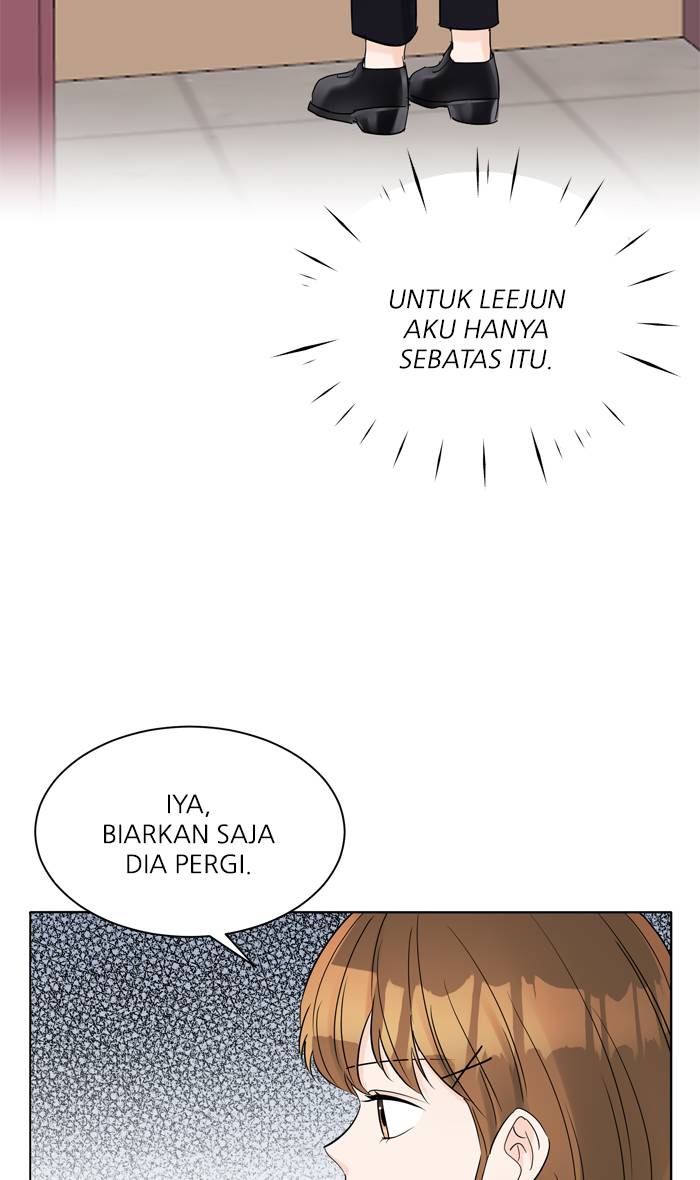 UNTUK LEEJUN
AKU HANYA
SEBATAS ITU.
IYA,
BIARKAN SAJA
DIA PERGI.